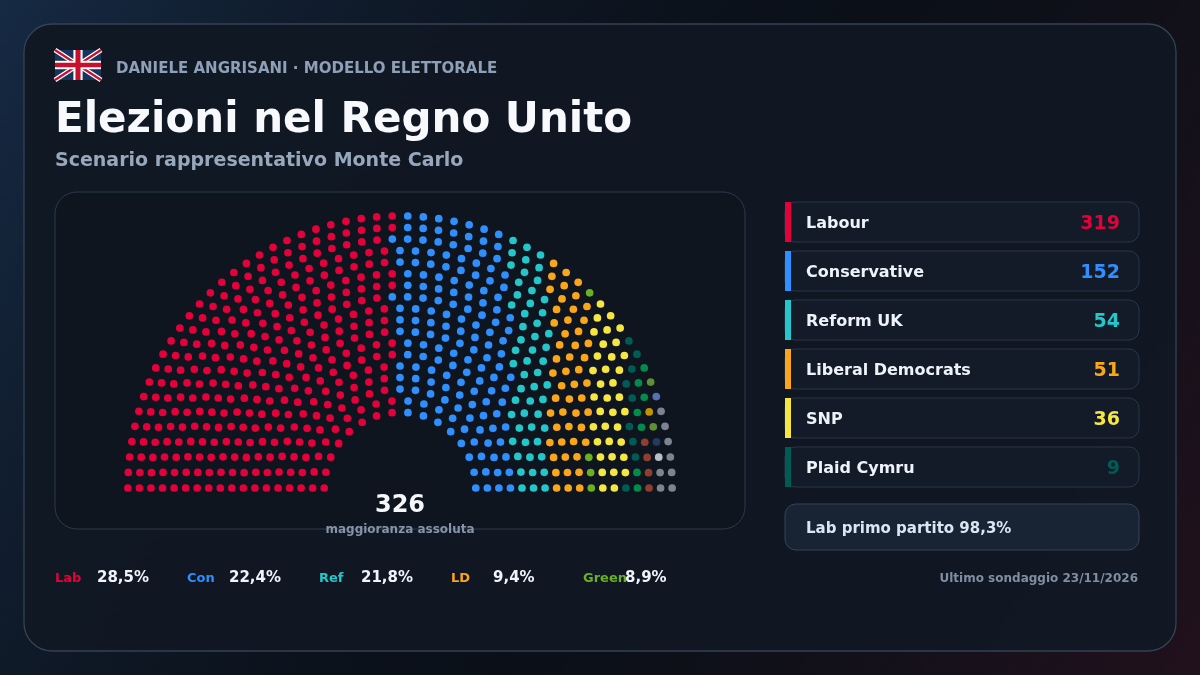 DANIELE ANGRISANI · MODELLO ELETTORALE
Elezioni nel Regno Unito
Scenario rappresentativo Monte Carlo
326
maggioranza assoluta
Labour 319
Conservative 152
Reform UK 54
Liberal Democrats 51
SNP 36
Plaid Cymru 9
Lab primo partito 98,3%
Lab 28,5% Con 22,4% Ref 21,8% LD 9,4% Green 8,9%
Ultimo sondaggio 23/11/2026